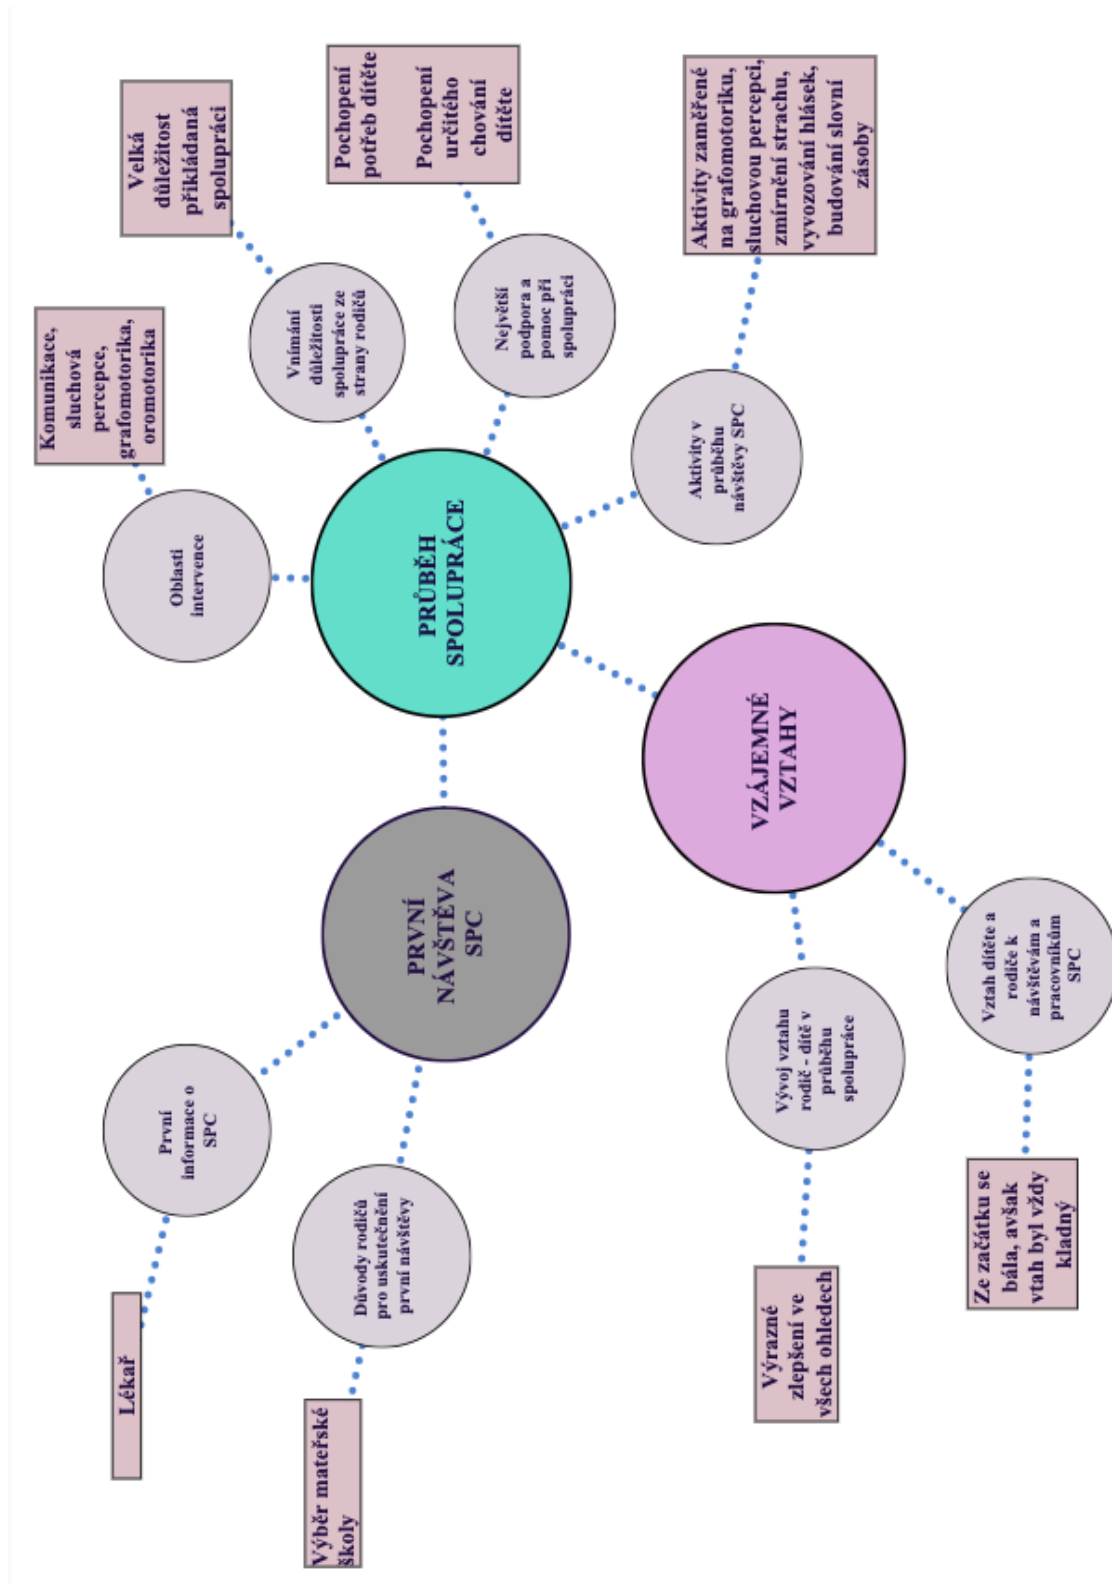 Lékař
První
informace o
SPC
Výběr mateřské
školy
Důvody rodičů
pro uskutečnění
první návštěvy
PRVNÍ
NÁVŠTĚVA
SPC
PRŮBĚH
SPOLUPRÁCE
Oblasti
intervence
Komunikace,
sluchová
percepce,
grafomotorika,
oromotorika
Vnímání
důležitosti
spolupráce ze
strany rodičů
Velká
důležitost
přikládaná
spolupráci
Největší
podpora a
pomoc při
spolupráci
Pochopení
potřeb dítěte
Pochopení
určitého
chování
dítěte
Aktivity v
průběhu
návštěvy SPC
Aktivity zaměřené
na grafomotoriku,
sluchovou percepci,
zmírnění strachu,
vyvozování hlásek,
budování slovní
zásoby
VZÁJEMNÉ
VZTAHY
Vývoj vztahu
rodič - dítě v
průběhu
spolupráce
Výrazné
zlepšení ve
všech ohledech
Vztah dítěte a
rodiče k
návštěvám a
pracovníkům
SPC
Ze začátku se
bála, avšak
vtah byl vždy
kladný